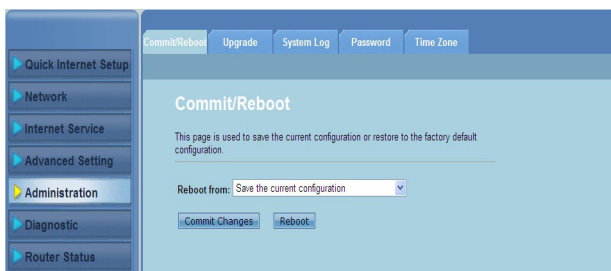 Commit/Reboot Upgrade System Log Password Time Zone
Quick Internet Setup
Network
Internet Service
Advanced Setting
Administration
Diagnostic
Router Status
Commit/Reboot
This page is used to save the current configuration or restore to the factory default
configuration.
Reboot from: Save the current configuration
Commit Changes Reboot